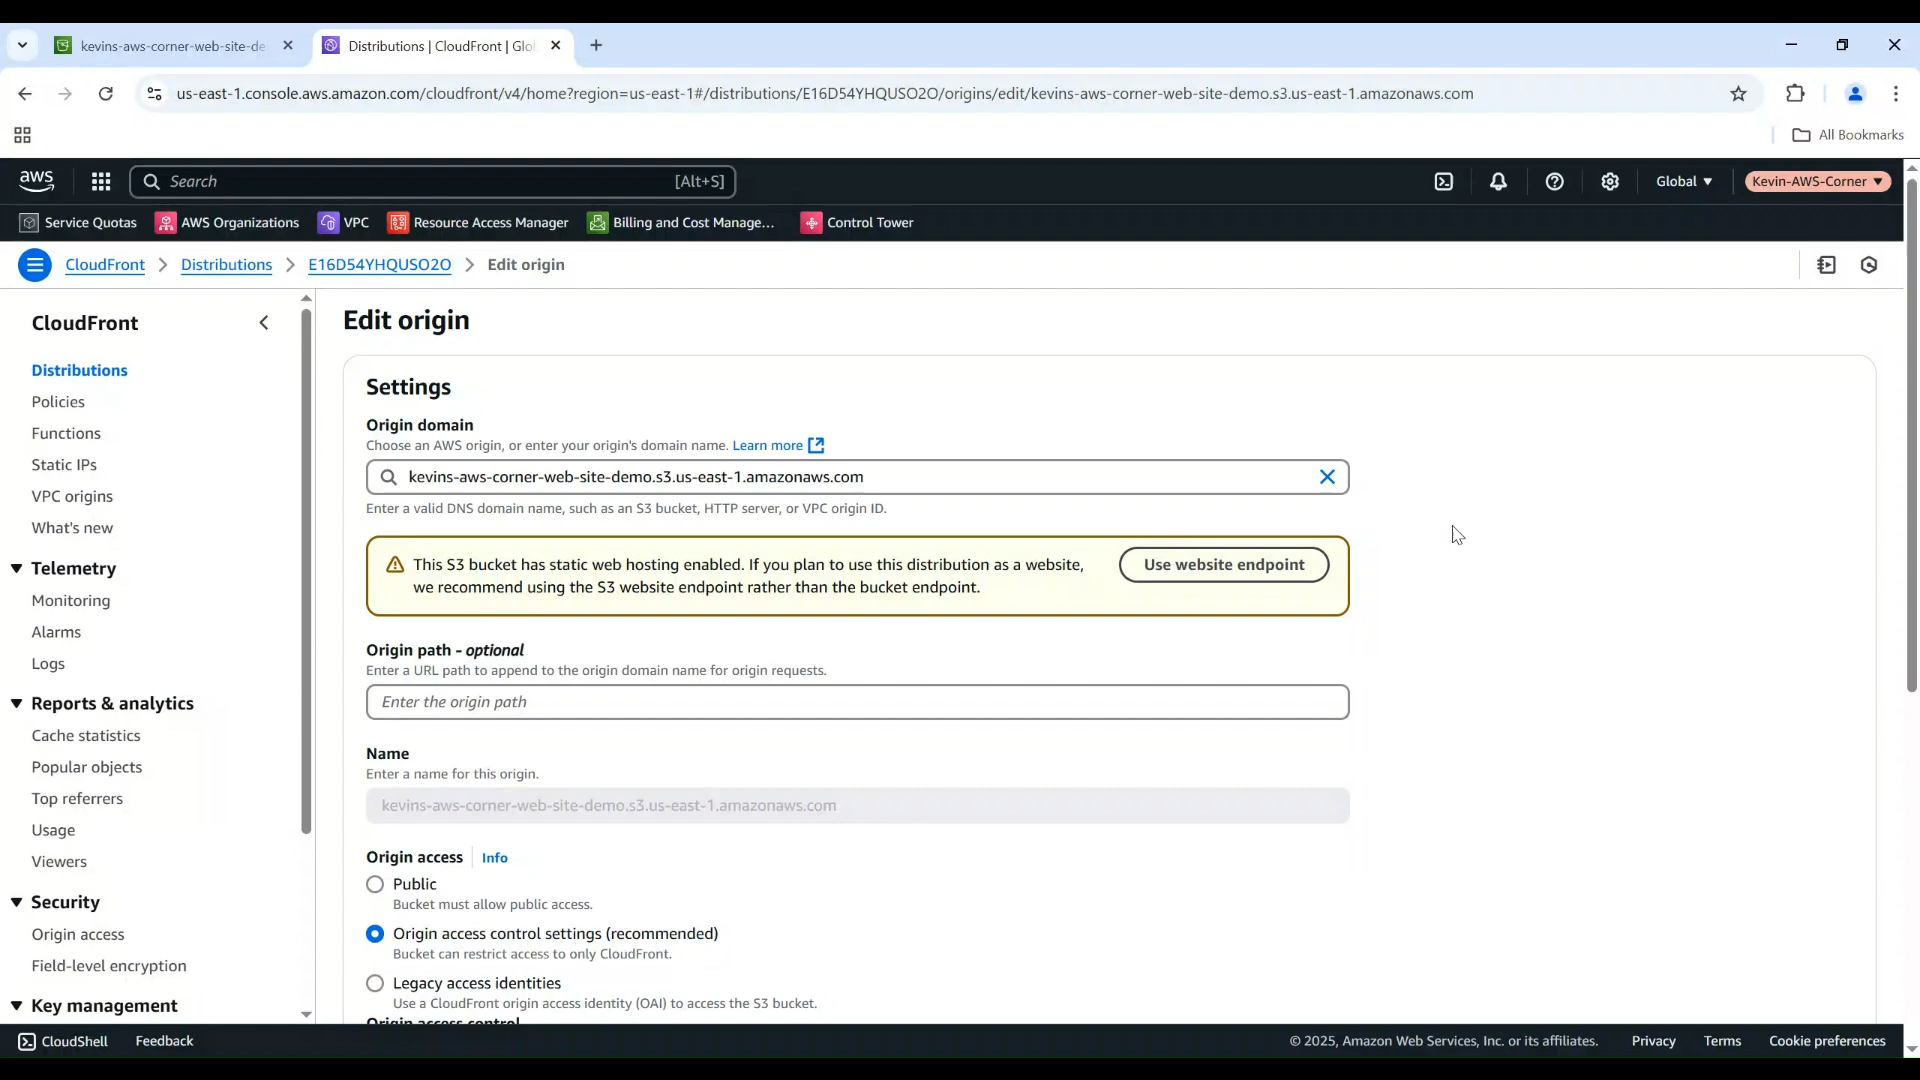 kevins-aws-corner-web-site-de
Distributions | CloudFront | Glo
us-east-1.console.aws.amazon.com/cloudfront/v4/home?region=us-east-1#/distributions/E16D54YHQUSO2O/origins/edit/kevins-aws-corner-web-site-demo.s3.us-east-1.amazonaws.com
All Bookmarks
aws
Search
[Alt+S]
Global
Kevin-AWS-Corner
Service Quotas
AWS Organizations
VPC
Resource Access Manager
Billing and Cost Manage...
Control Tower
CloudFront
Distributions
E16D54YHQUSO2O
Edit origin
CloudFront
Distributions
Policies
Functions
Static IPs
VPC origins
What's new
Telemetry
Monitoring
Alarms
Logs
Reports & analytics
Cache statistics
Popular objects
Top referrers
Usage
Viewers
Security
Origin access
Field-level encryption
Key management
Edit origin
Settings
Origin domain
Choose an AWS origin, or enter your origin's domain name. Learn more
kevins-aws-corner-web-site-demo.s3.us-east-1.amazonaws.com
Enter a valid DNS domain name, such as an S3 bucket, HTTP server, or VPC origin ID.
This S3 bucket has static web hosting enabled. If you plan to use this distribution as a website,
we recommend using the S3 website endpoint rather than the bucket endpoint.
Use website endpoint
Origin path - optional
Enter a URL path to append to the origin domain name for origin requests.
Enter the origin path
Name
Enter a name for this origin.
kevins-aws-corner-web-site-demo.s3.us-east-1.amazonaws.com
Origin access
Info
Public
Bucket must allow public access.
Origin access control settings (recommended)
Bucket can restrict access to only CloudFront.
Legacy access identities
Use a CloudFront origin access identity (OAI) to access the S3 bucket.
Origin access control
CloudShell
Feedback
© 2025, Amazon Web Services, Inc. or its affiliates.
Privacy
Terms
Cookie preferences